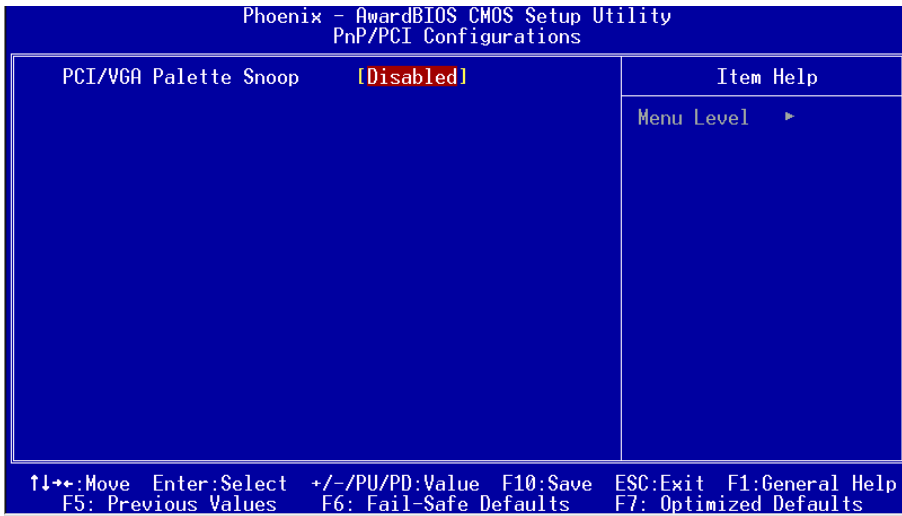 Phoenix - AwardBIOS CMOS Setup Utility
PnP/PCI Configurations
PCI/VGA Palette Snoop [Disabled]
Item Help
Menu Level ►
↑↓→←:Move Enter:Select +/-/PU/PD:Value F10:Save ESC:Exit F1:General Help
F5: Previous Values F6: Fail-Safe Defaults F7: Optimized Defaults